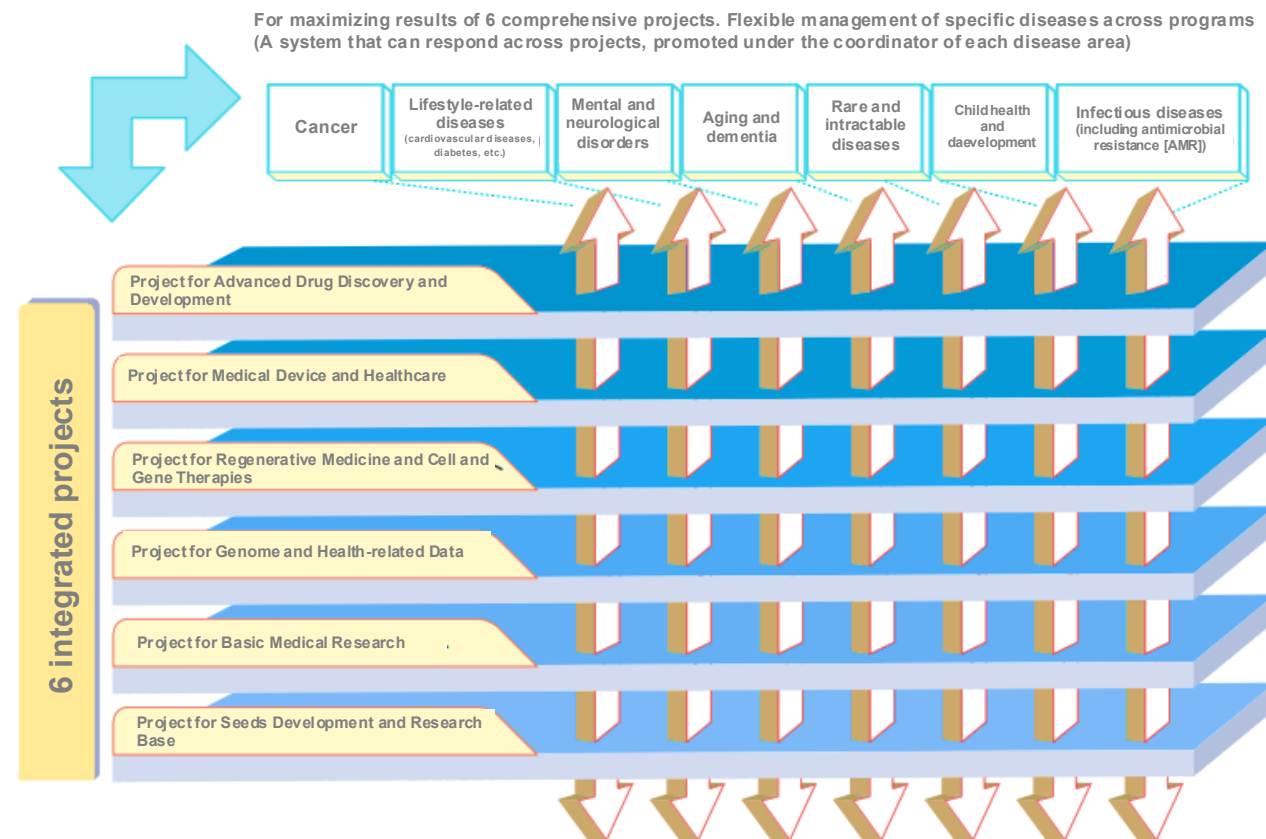 For maximizing results of 6 comprehensive projects. Flexible management of specific diseases across programs
(A system that can respond across projects, promoted under the coordinator of each disease area)
Cancer
Lifestyle-related
diseases
(cardiovascular diseases,
diabetes, etc.)
Mental and
neurological
disorders
Aging and
dementia
Rare and
intractable
diseases
Child health
and
daevelopment
Infectious diseases
(including antimicrobial
resistance [AMR])
6 integrated projects
Project for Advanced Drug Discovery and
Development
Project for Medical Device and Healthcare
Project for Regenerative Medicine and Cell and
Gene Therapies
Project for Genome and Health-related Data
Project for Basic Medical Research
Project for Seeds Development and Research
Base